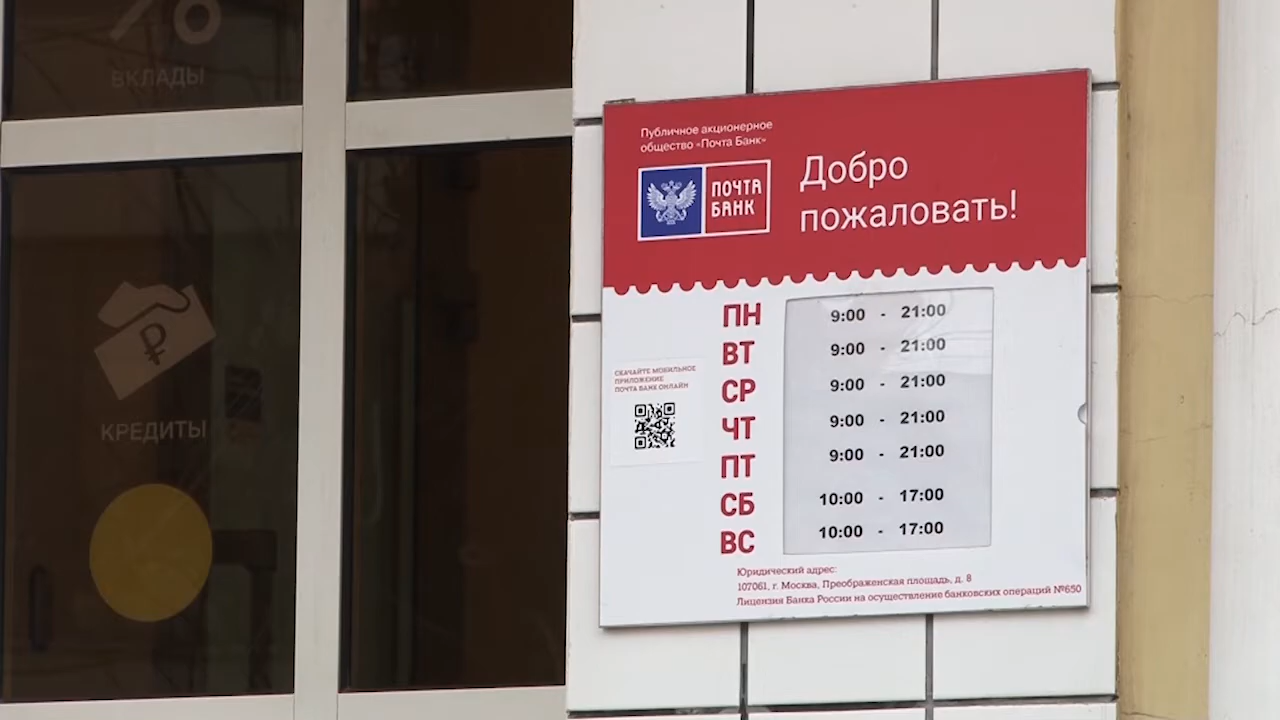 ВКЛАДЫ
КРЕДИТЫ
Публичное акционерное
общество «Почта Банк»
ПОЧТА
БАНК
Добро
пожаловать!
СКАЧАЙТЕ МОБИЛЬНОЕ
ПРИЛОЖЕНИЕ
ПОЧТА БАНК ОНЛАЙН
ПН 9:00 - 21:00
ВТ 9:00 - 21:00
СР 9:00 - 21:00
ЧТ 9:00 - 21:00
ПТ 9:00 - 21:00
СБ 10:00 - 17:00
ВС 10:00 - 17:00
Юридический адрес:
107061, г. Москва, Преображенская площадь, д. 8
Лицензия Банка России на осуществление банковских операций №650